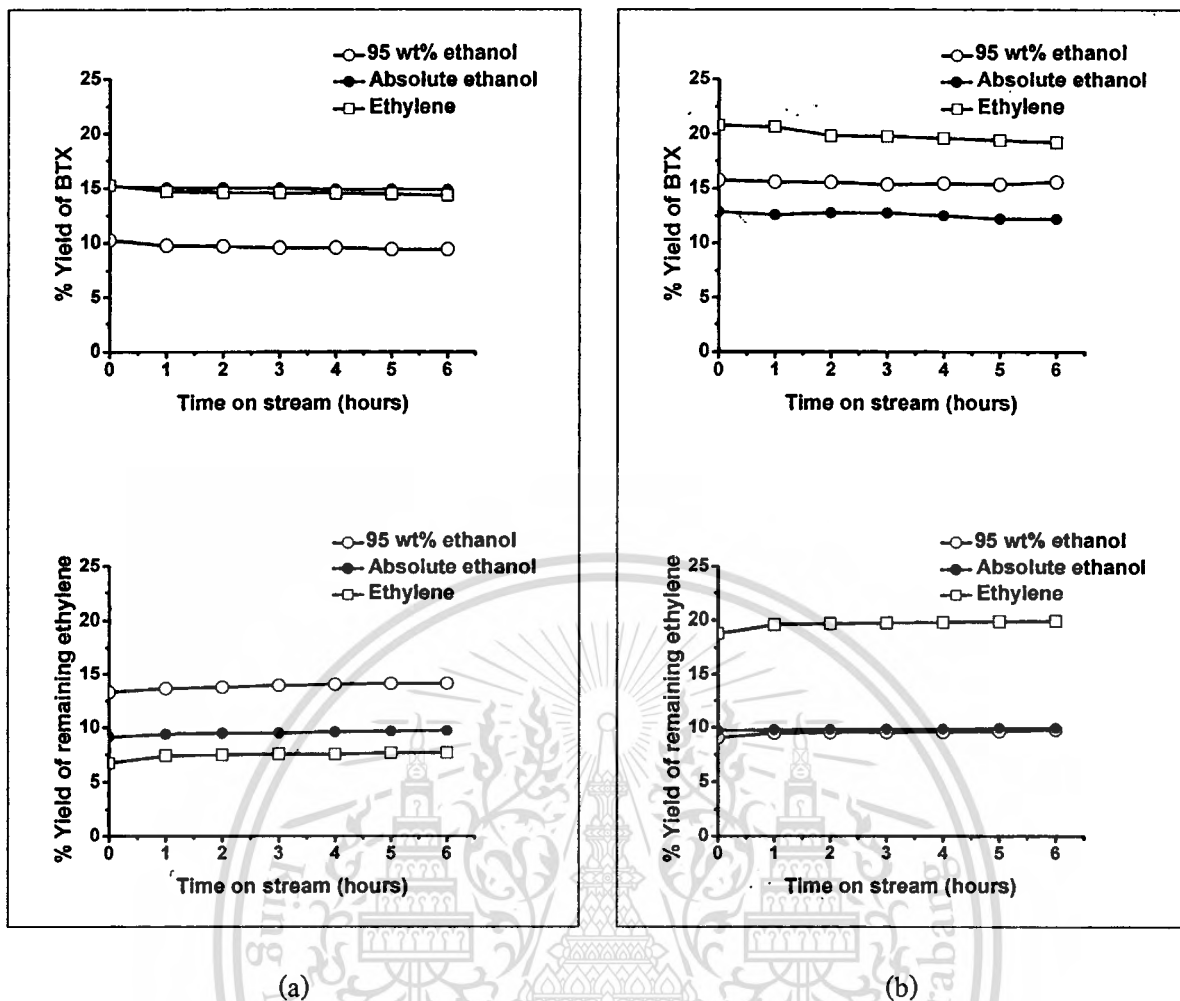 95 wt% ethanol
Absolute ethanol
Ethylene
25
20
15
10
5
0
% Yield of BTX
0 1 2 3 4 5 6
Time on stream (hours)
95 wt% ethanol
Absolute ethanol
Ethylene
25
20
15
10
5
0
% Yield of remaining ethylene
0 1 2 3 4 5 6
Time on stream (hours)
(a)
95 wt% ethanol
Absolute ethanol
Ethylene
25
20
15
10
5
0
% Yield of BTX
0 1 2 3 4 5 6
Time on stream (hours)
95 wt% ethanol
Absolute ethanol
Ethylene
25
20
15
10
5
0
% Yield of remaining ethylene
0 1 2 3 4 5 6
Time on stream (hours)
(b)